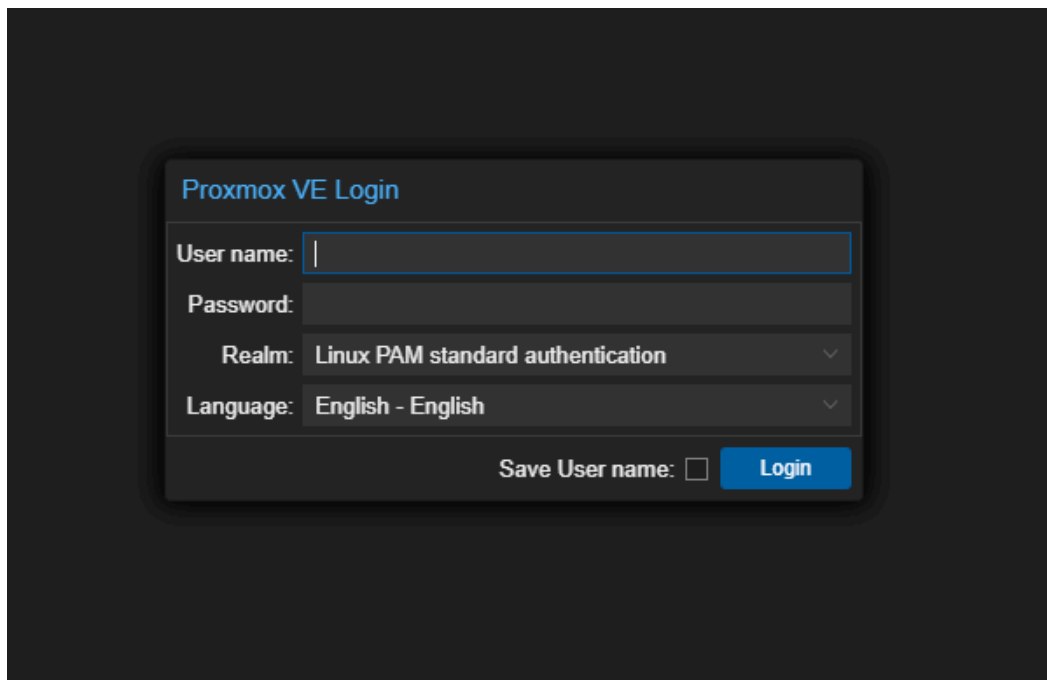 Proxmox VE Login
User name:
Password:
Realm: Linux PAM standard authentication
Language: English - English
Save User name: Login